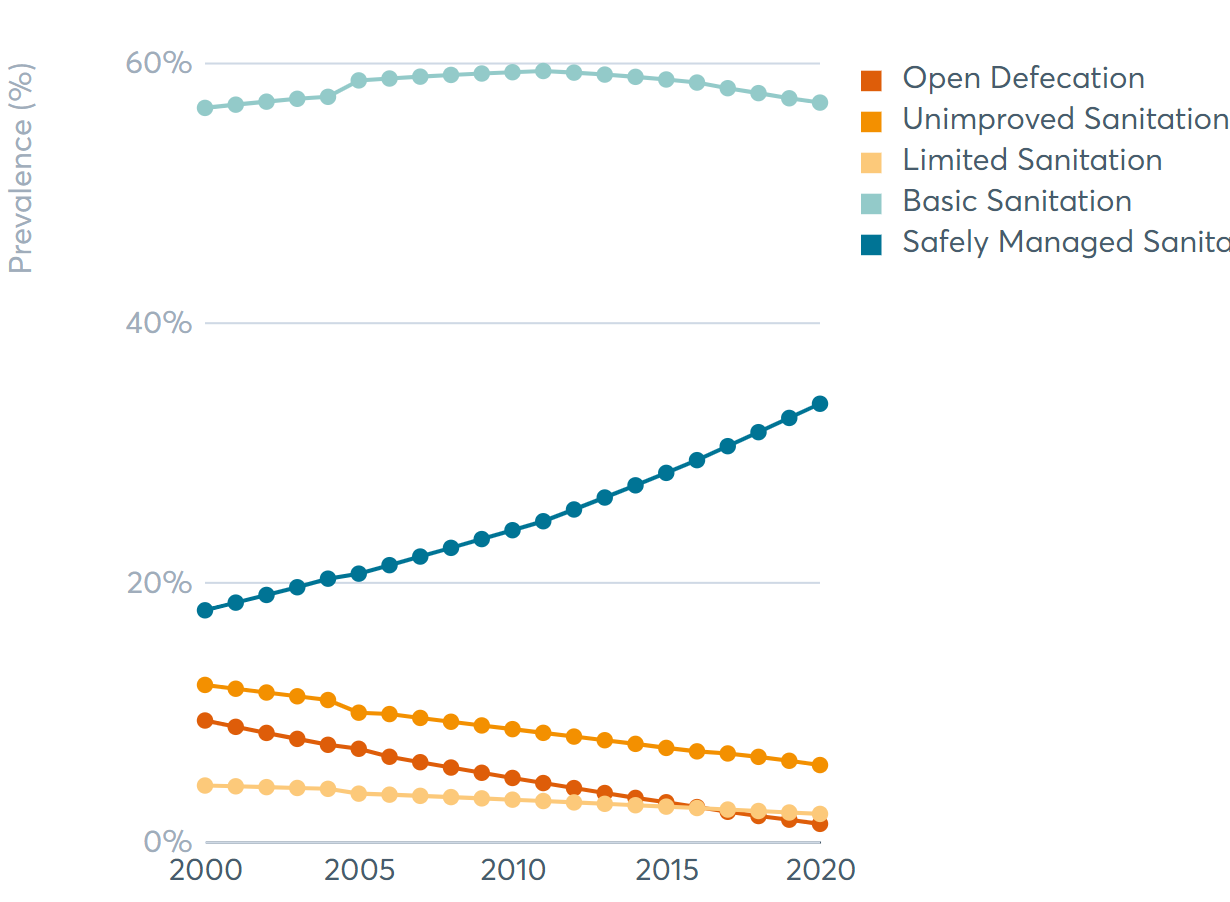 Prevalence (%)
60%
40%
20%
0%
2000 2005 2010 2015 2020
Open Defecation
Unimproved Sanitation
Limited Sanitation
Basic Sanitation
Safely Managed Sanita